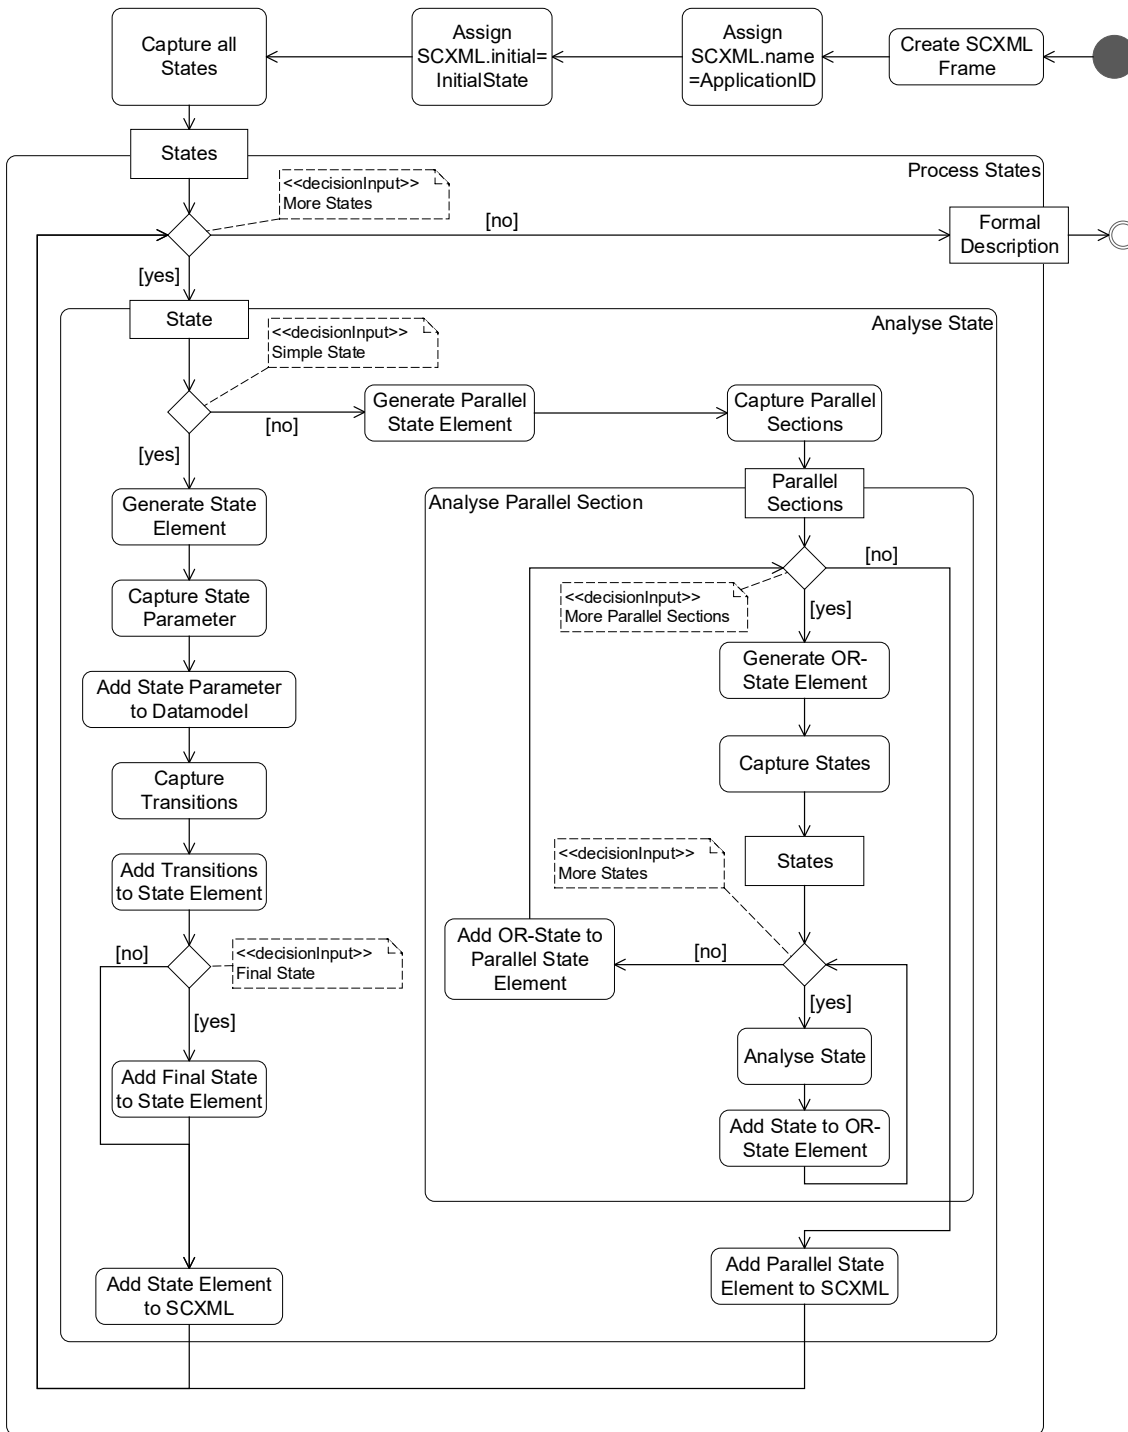 Capture all
States
Assign
SCXML.initial=
InitialState
Assign
SCXML.name
=ApplicationID
Create SCXML
Frame
States
Process States
<<decisionInput>>
More States
[no]
Formal
Description
[yes]
State
Analyse State
<<decisionInput>>
Simple State
[no]
Generate Parallel
State Element
Capture Parallel
Sections
[yes]
Generate State
Element
Analyse Parallel Section
Parallel
Sections
[no]
<<decisionInput>>
More Parallel Sections
[yes]
Capture State
Parameter
Generate OR-
State Element
Add State Parameter
to Datamodel
Capture States
Capture
Transitions
<<decisionInput>>
More States
States
Add Transitions
to State Element
Add OR-State to
Parallel State
Element
[no]
[no]
<<decisionInput>>
Final State
[yes]
[yes]
Analyse State
Add Final State
to State Element
Add State to OR-
State Element
Add State Element
to SCXML
Add Parallel State
Element to SCXML